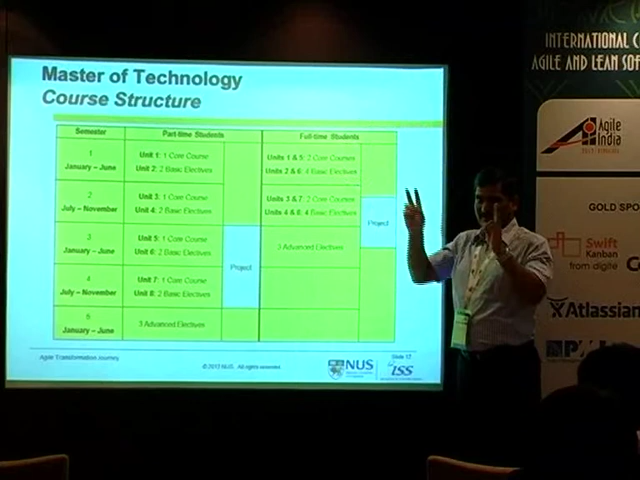 Master of Technology
Course Structure
Semester
Part-time Students
Full-time Students
1
January – June
Unit 1: 1 Core Course
Unit 2: 2 Basic Electives
Units 1 & 5: 2 Core Courses
Units 2 & 6: 4 Basic Electives
2
July – November
Unit 3: 1 Core Course
Unit 4: 2 Basic Electives
Units 3 & 7: 2 Core Courses
Units 4 & 8: 4 Basic Electives
Project
3
January – June
Unit 5: 1 Core Course
Unit 6: 2 Basic Electives
Project
3 Advanced Electives
4
July – November
Unit 7: 1 Core Course
Unit 8: 2 Basic Electives
5
January – June
3 Advanced Electives
Agile Transformation Journey
© 2012 NUS. All rights reserved.
Slide 12
NUS
ISS
INTERNATIONAL
AGILE AND LEAN
Agile
India
GOLD
Swift
Kanban
from digite
Atlassian